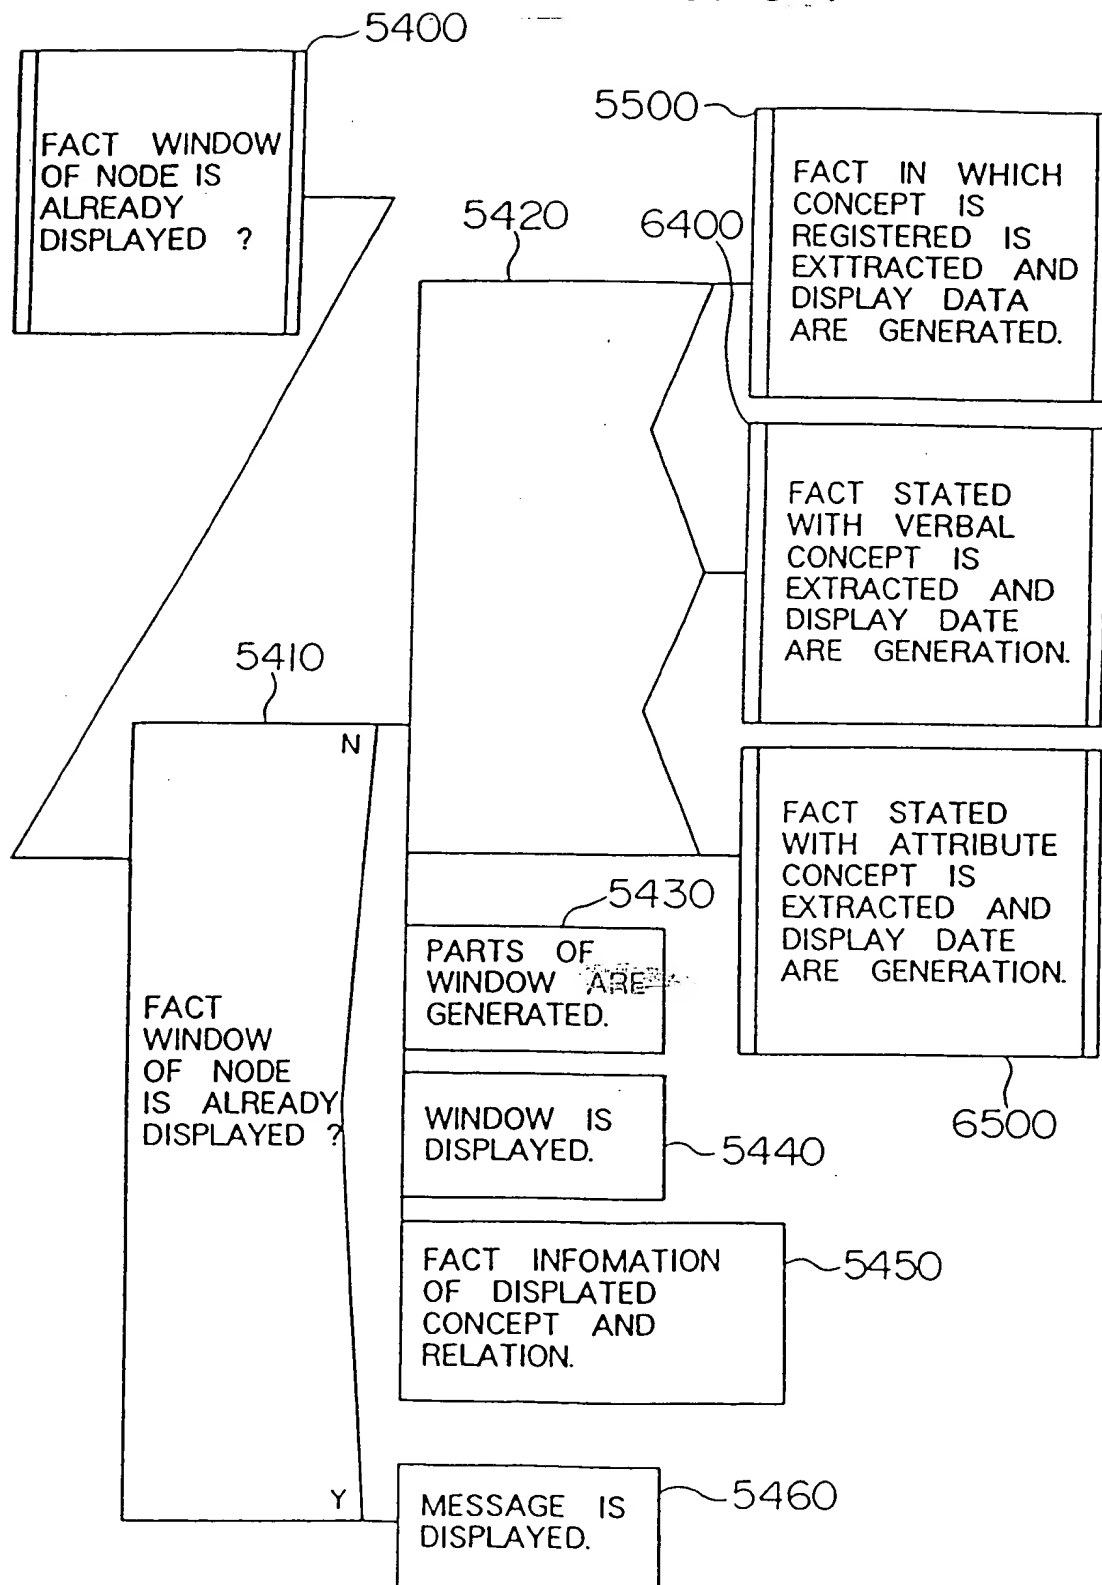 5400
FACT WINDOW
OF NODE IS
ALREADY
DISPLAYED ?
5500
FACT IN WHICH
CONCEPT IS
REGISTERED IS
EXTTRACTED AND
DISPLAY DATA
ARE GENERATED.
5420
6400
FACT STATED
WITH VERBAL
CONCEPT IS
EXTRACTED AND
DISPLAY DATE
ARE GENERATION.
5410
N
FACT
WINDOW
OF NODE
IS ALREADY
DISPLAYED ?
Y
FACT STATED
WITH ATTRIBUTE
CONCEPT IS
EXTRACTED AND
DISPLAY DATE
ARE GENERATION.
6500
5430
PARTS OF
WINDOW ARE
GENERATED.
WINDOW IS
DISPLAYED.
5440
FACT INFOMATION
OF DISPLATED
CONCEPT AND
RELATION.
5450
MESSAGE IS
DISPLAYED.
5460